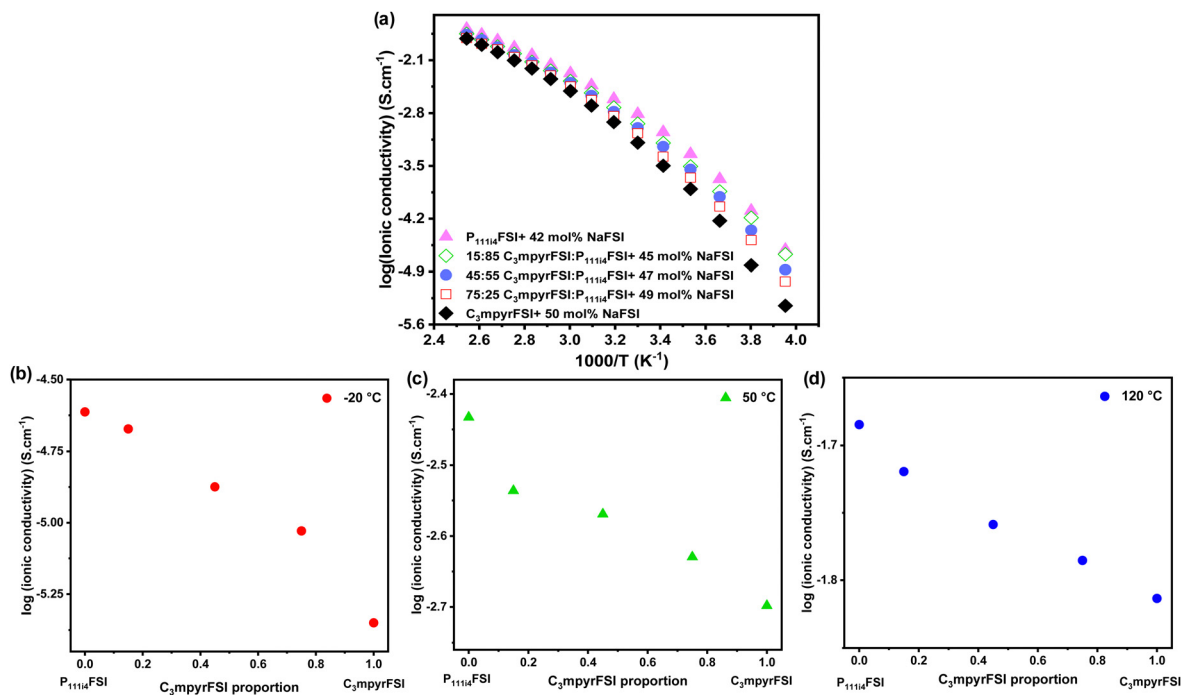 (a)
log(Ionic conductivity) (S.cm⁻¹)
-2.1
-2.8
-3.5
-4.2
-4.9
-5.6
P₁₁₁ᵢ₄FSI+ 42 mol% NaFSI
15:85 C₃mpyrFSI:P₁₁₁ᵢ₄FSI+ 45 mol% NaFSI
45:55 C₃mpyrFSI:P₁₁₁ᵢ₄FSI+ 47 mol% NaFSI
75:25 C₃mpyrFSI:P₁₁₁ᵢ₄FSI+ 49 mol% NaFSI
C₃mpyrFSI+ 50 mol% NaFSI
2.4 2.6 2.8 3.0 3.2 3.4 3.6 3.8 4.0
1000/T (K⁻¹)
(b)
log (ionic conductivity) (S.cm⁻¹)
-4.50
-4.75
-5.00
-5.25
-20 °C
0.0 0.2 0.4 0.6 0.8 1.0
P₁₁₁ᵢ₄FSI C₃mpyrFSI proportion C₃mpyrFSI
(c)
log (ionic conductivity) (S.cm⁻¹)
-2.4
-2.5
-2.6
-2.7
50 °C
0.0 0.2 0.4 0.6 0.8 1.0
P₁₁₁ᵢ₄FSI C₃mpyrFSI proportion C₃mpyrFSI
(d)
log (ionic conductivity) (S.cm⁻¹)
-1.7
-1.8
120 °C
0.0 0.2 0.4 0.6 0.8 1.0
P₁₁₁ᵢ₄FSI C₃mpyrFSI proportion C₃mpyrFSI